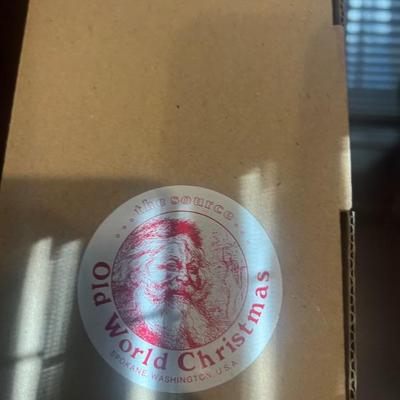 ...the source...
Old World Christmas
SPOKANE, WASHINGTON, U.S.A.